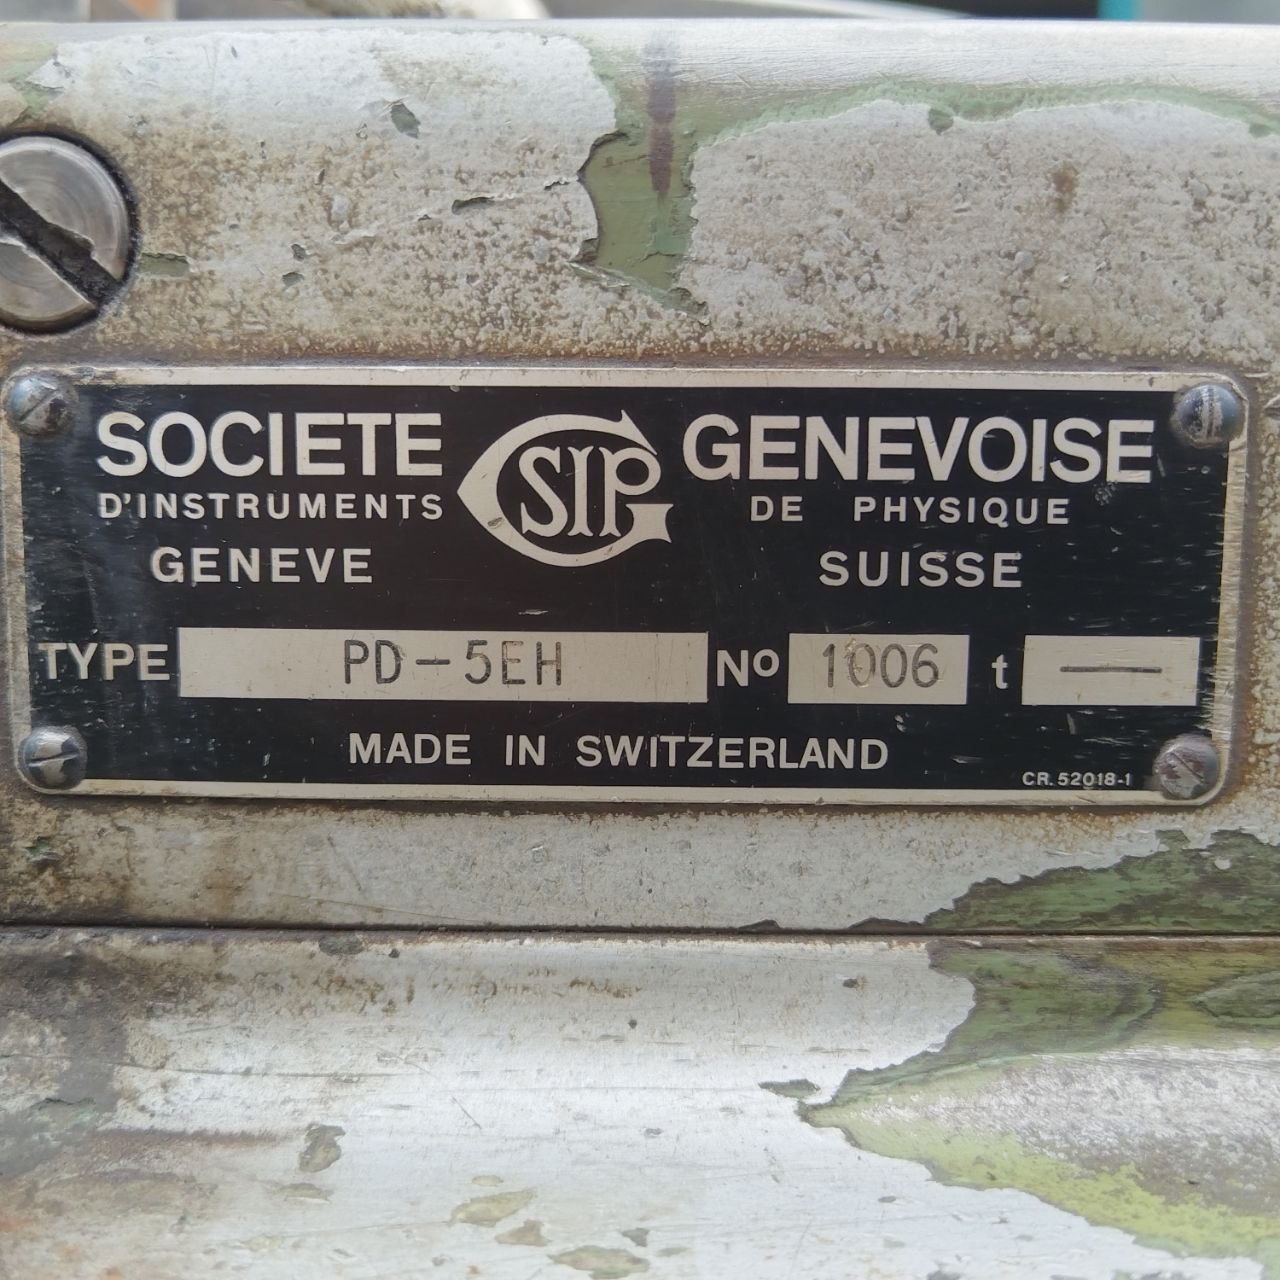 SOCIETE SIP GENEVOISE
D'INSTRUMENTS DE PHYSIQUE
GENEVE SUISSE
TYPE PD-5EH No 1006 t —
MADE IN SWITZERLAND
CR.52018-1